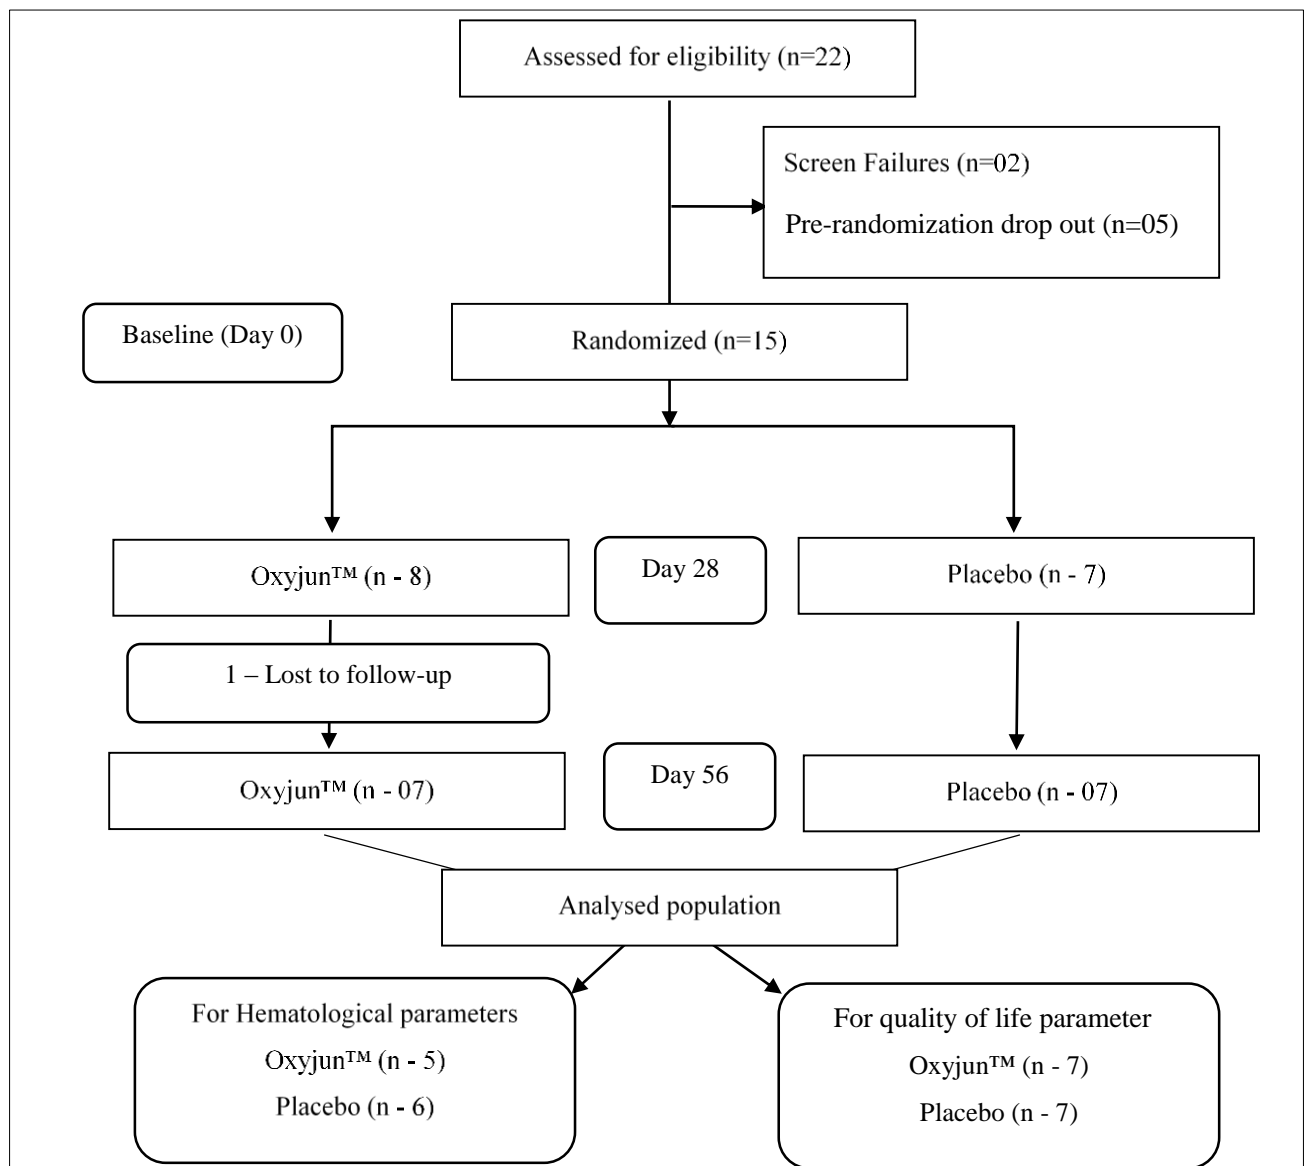 Assessed for eligibility (n=22)
Screen Failures (n=02)
Pre-randomization drop out (n=05)
Baseline (Day 0)
Randomized (n=15)
Oxyjun™ (n - 8)
Day 28
Placebo (n - 7)
1 – Lost to follow-up
Oxyjun™ (n - 07)
Day 56
Placebo (n - 07)
Analysed population
For Hematological parameters
Oxyjun™ (n - 5)
Placebo (n - 6)
For quality of life parameter
Oxyjun™ (n - 7)
Placebo (n - 7)